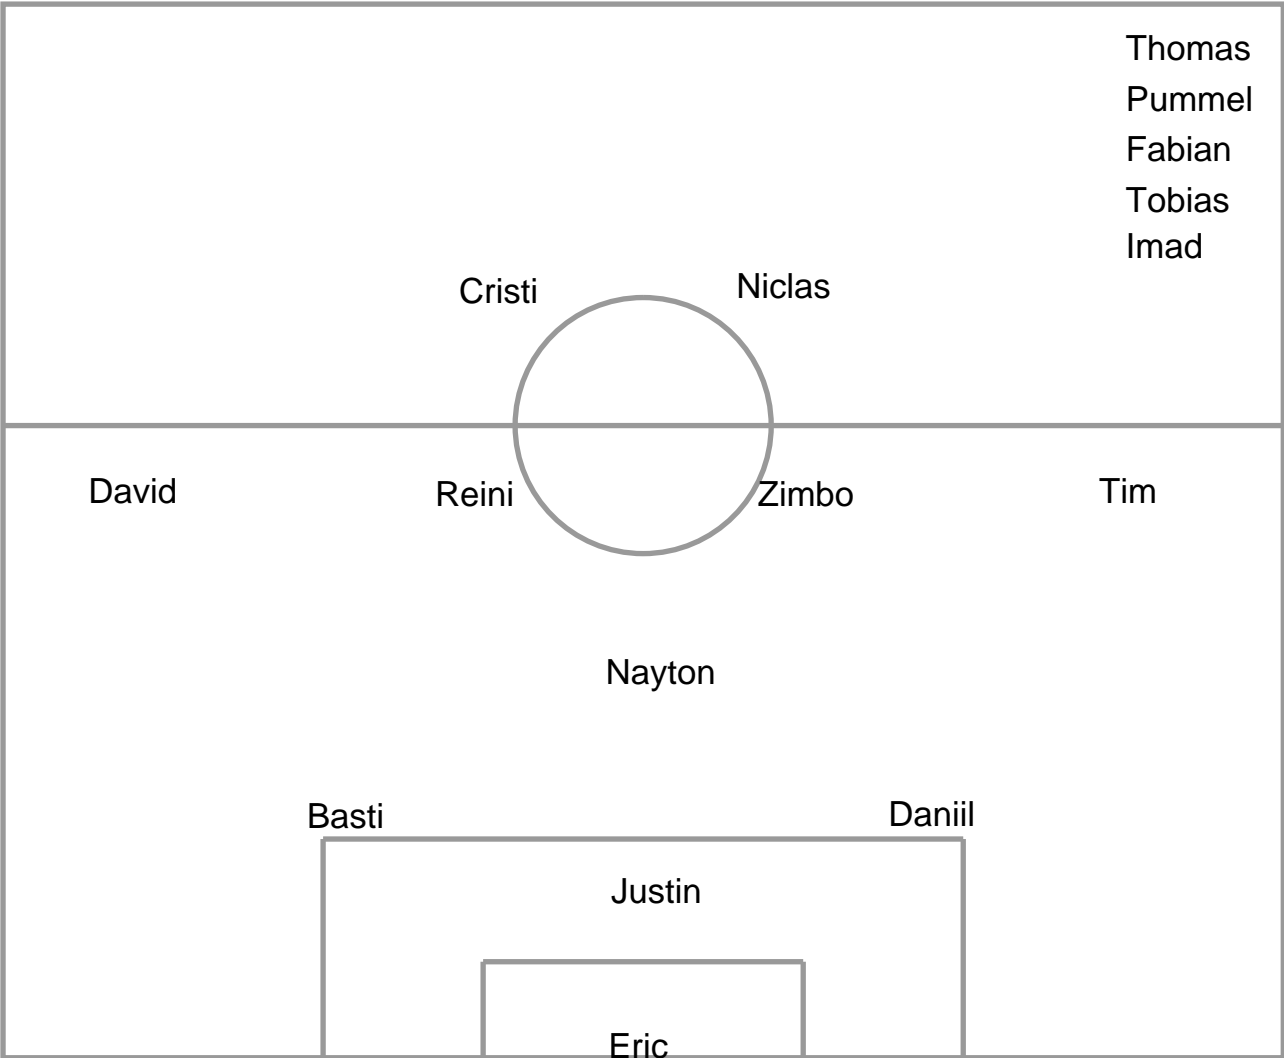 Thomas
Pummel
Fabian
Tobias
Imad
Cristi
Niclas
David
Reini
Zimbo
Tim
Nayton
Basti
Daniil
Justin
Eric